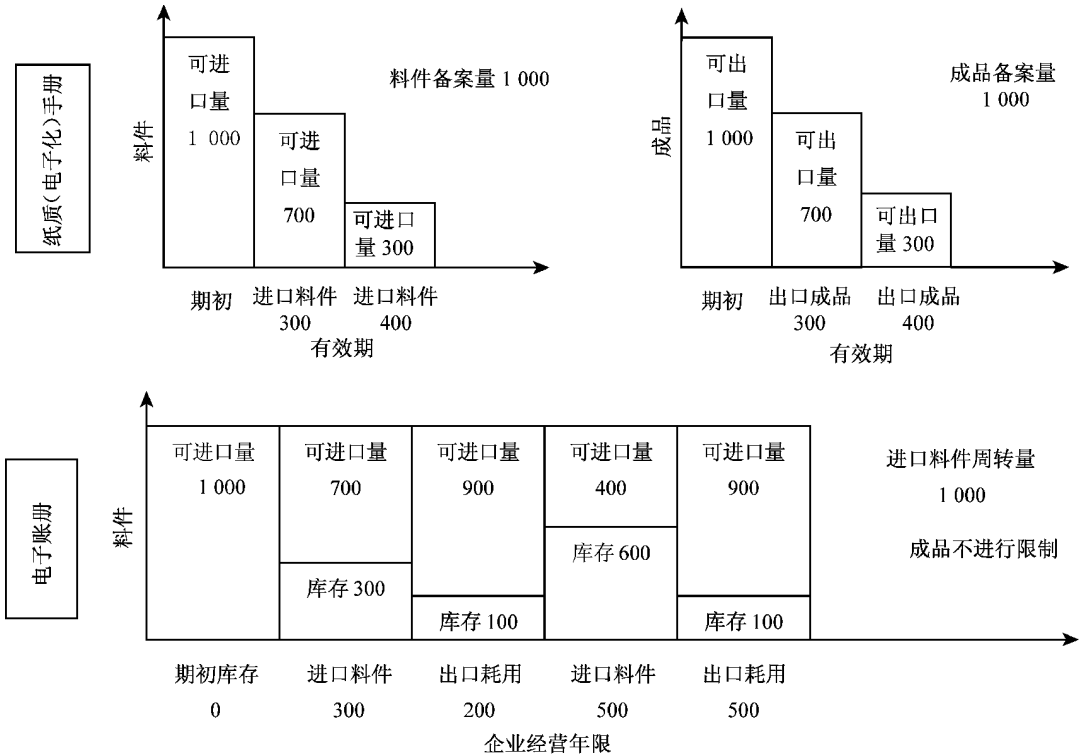 纸质(电子化)手册
料件
可进
口量
1 000
可进
口量
700
可进口
量 300
料件备案量 1 000
期初
进口料件
300
进口料件
400
有效期
成品
可出
口量
1 000
可出
口量
700
可出口
量 300
成品备案量
1 000
期初
出口成品
300
出口成品
400
有效期
电子账册
料件
可进口量
1 000
可进口量
700
库存 300
可进口量
900
库存 100
可进口量
400
库存 600
可进口量
900
库存 100
进口料件周转量
1 000
成品不进行限制
期初库存
0
进口料件
300
出口耗用
200
进口料件
500
出口耗用
500
企业经营年限